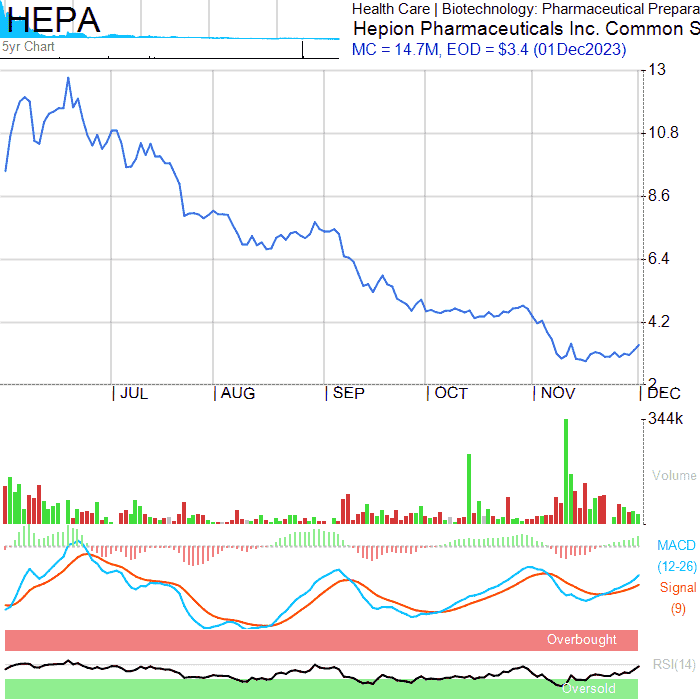 HEPA
5yr Chart
Health Care | Biotechnology: Pharmaceutical Prepara
Hepion Pharmaceuticals Inc. Common S
MC = 14.7M, EOD = $3.4 (01Dec2023)
13
10.8
8.6
6.4
4.2
2
| JUL | AUG | SEP | OCT | NOV | DEC
344k
Volume
MACD
(12-26)
Signal
(9)
Overbought
RSI(14)
Oversold